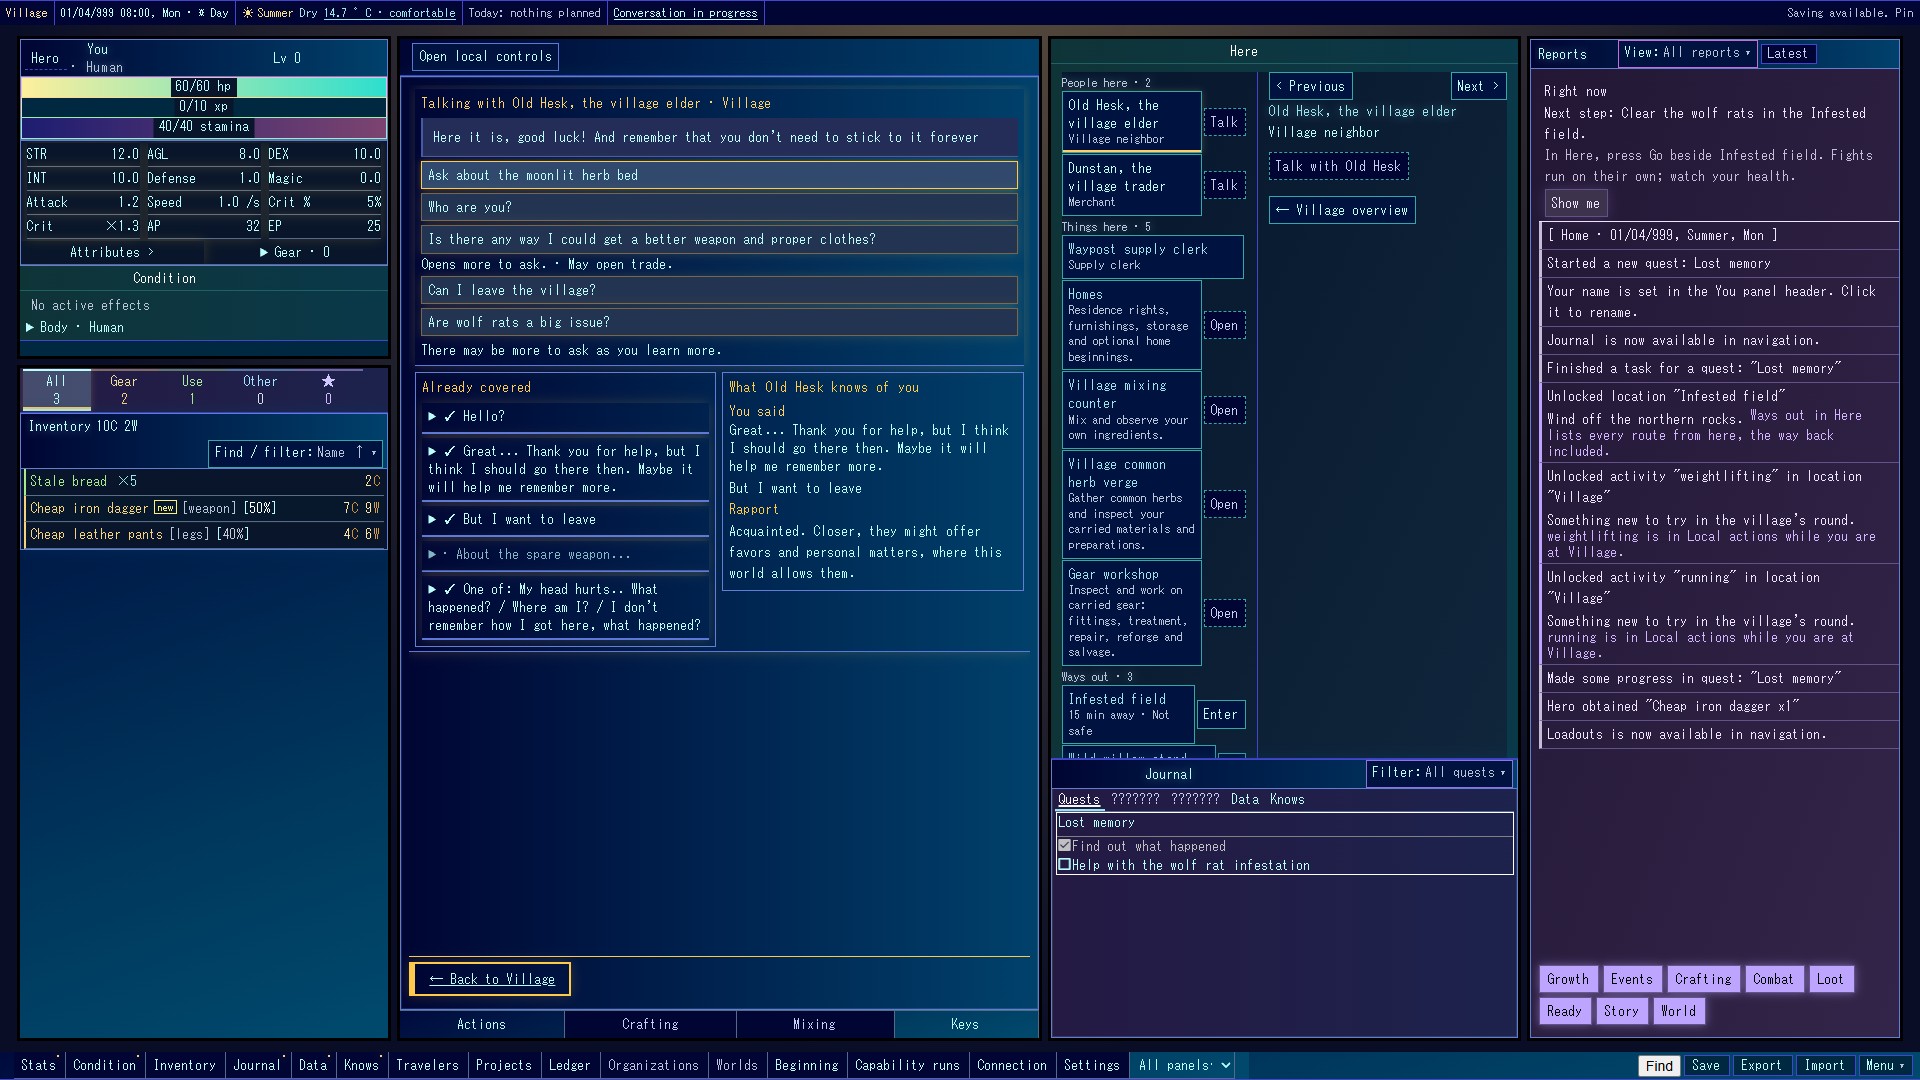 Village
01/04/999 08:00, Mon · ☀ Day
☀ Summer Dry 14.7 ° C · comfortable
Today: nothing planned
Conversation in progress
Saving available. Pin
Hero · You
Human
Lv 0
60/60 hp
0/10 xp
40/40 stamina
STR 12.0 AGL 8.0 DEX 10.0
INT 10.0 Defense 1.0 Magic 0.0
Attack 1.2 Speed 1.0 /s Crit % 5%
Crit ×1.3 AP 32 EP 25
Attributes >
▶ Gear · 0
Condition
No active effects
▶ Body · Human
All Gear Use Other ★
3 2 1 0 0
Inventory 10C 2W
Find / filter: Name ↑ ▾
Stale bread ×5 2C
Cheap iron dagger new [weapon] [50%] 7C 9W
Cheap leather pants [legs] [40%] 4C 6W
Open local controls
Talking with Old Hesk, the village elder · Village
Here it is, good luck! And remember that you don't need to stick to it forever
Ask about the moonlit herb bed
Who are you?
Is there any way I could get a better weapon and proper clothes?
Opens more to ask. · May open trade.
Can I leave the village?
Are wolf rats a big issue?
There may be more to ask as you learn more.
Already covered
▶ ✓ Hello?
▶ ✓ Great... Thank you for help, but I
think I should go there then. Maybe it
will help me remember more.
▶ ✓ But I want to leave
▶ · About the spare weapon...
▶ ✓ One of: My head hurts.. What
happened? / Where am I? / I don't
remember how I got here, what happened?
What Old Hesk knows of you
You said
Great... Thank you for help, but I think
I should go there then. Maybe it will
help me remember more.
But I want to leave
Rapport
Acquainted. Closer, they might offer
favors and personal matters, where this
world allows them.
← Back to Village
Actions
Crafting
Mixing
Keys
Here
People here · 2
Old Hesk, the
village elder
Village neighbor
Talk
Dunstan, the
village trader
Merchant
Talk
Things here · 5
Waypost supply clerk
Supply clerk
Homes
Residence rights,
furnishings, storage
and optional home
beginnings.
Open
Village mixing
counter
Mix and observe your
own ingredients.
Open
Village common
herb verge
Gather common herbs
and inspect your
carried materials and
preparations.
Open
Gear workshop
Inspect and work on
carried gear:
fittings, treatment,
repair, reforge and
salvage.
Open
Ways out · 3
Infested field
15 min away · Not
safe
Enter
< Previous
Next >
Old Hesk, the village elder
Village neighbor
Talk with Old Hesk
← Village overview
Journal
Filter: All quests ▾
Quests ??????? ??????? Data Knows
Lost memory
Find out what happened
Help with the wolf rat infestation
Reports
View: All reports ▾
Latest
Right now
Next step: Clear the wolf rats in the Infested
field.
In Here, press Go beside Infested field. Fights
run on their own; watch your health.
Show me
[ Home · 01/04/999, Summer, Mon ]
Started a new quest: Lost memory
Your name is set in the You panel header. Click
it to rename.
Journal is now available in navigation.
Finished a task for a quest: "Lost memory"
Unlocked location "Infested field"
Wind off the northern rocks. Ways out in Here
lists every route from here, the way back
included.
Unlocked activity "weightlifting" in location
"Village"
Something new to try in the village's round.
weightlifting is in Local actions while you are
at Village.
Unlocked activity "running" in location
"Village"
Something new to try in the village's round.
running is in Local actions while you are at
Village.
Made some progress in quest: "Lost memory"
Hero obtained "Cheap iron dagger x1"
Loadouts is now available in navigation.
Growth
Events
Crafting
Combat
Loot
Ready
Story
World
Stats
Condition
Inventory
Journal
Data
Knows
Travelers
Projects
Ledger
Organizations
Worlds
Beginning
Capability runs
Connection
Settings
All panels
Find
Save
Export
Import
Menu ▾